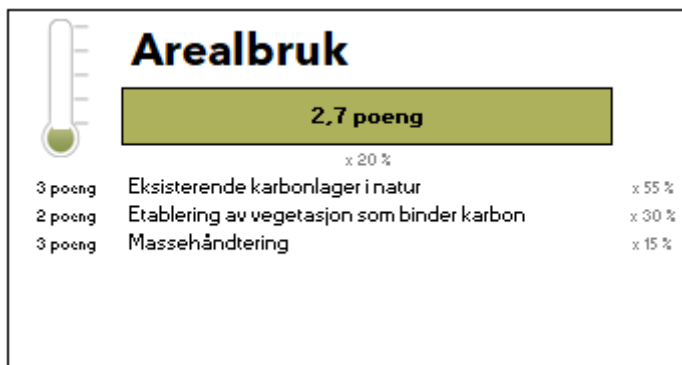 Arealbruk
2,7 poeng
x 20 %
3 poeng Eksisterende karbonlager i natur x 55 %
2 poeng Etablering av vegetasjon som binder karbon x 30 %
3 poeng Massehåndtering x 15 %